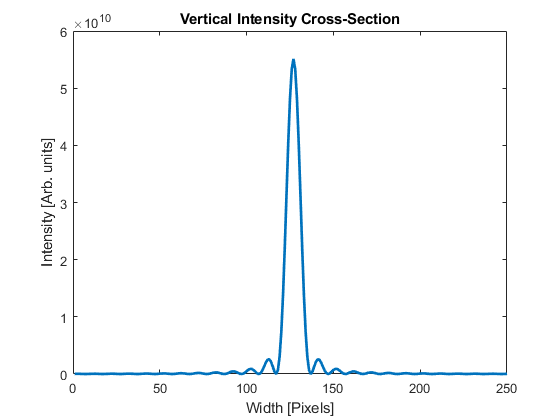 Vertical Intensity Cross-Section
×10^10
6
5
4
3
2
1
0
Intensity [Arb. units]
0 50 100 150 200 250
Width [Pixels]